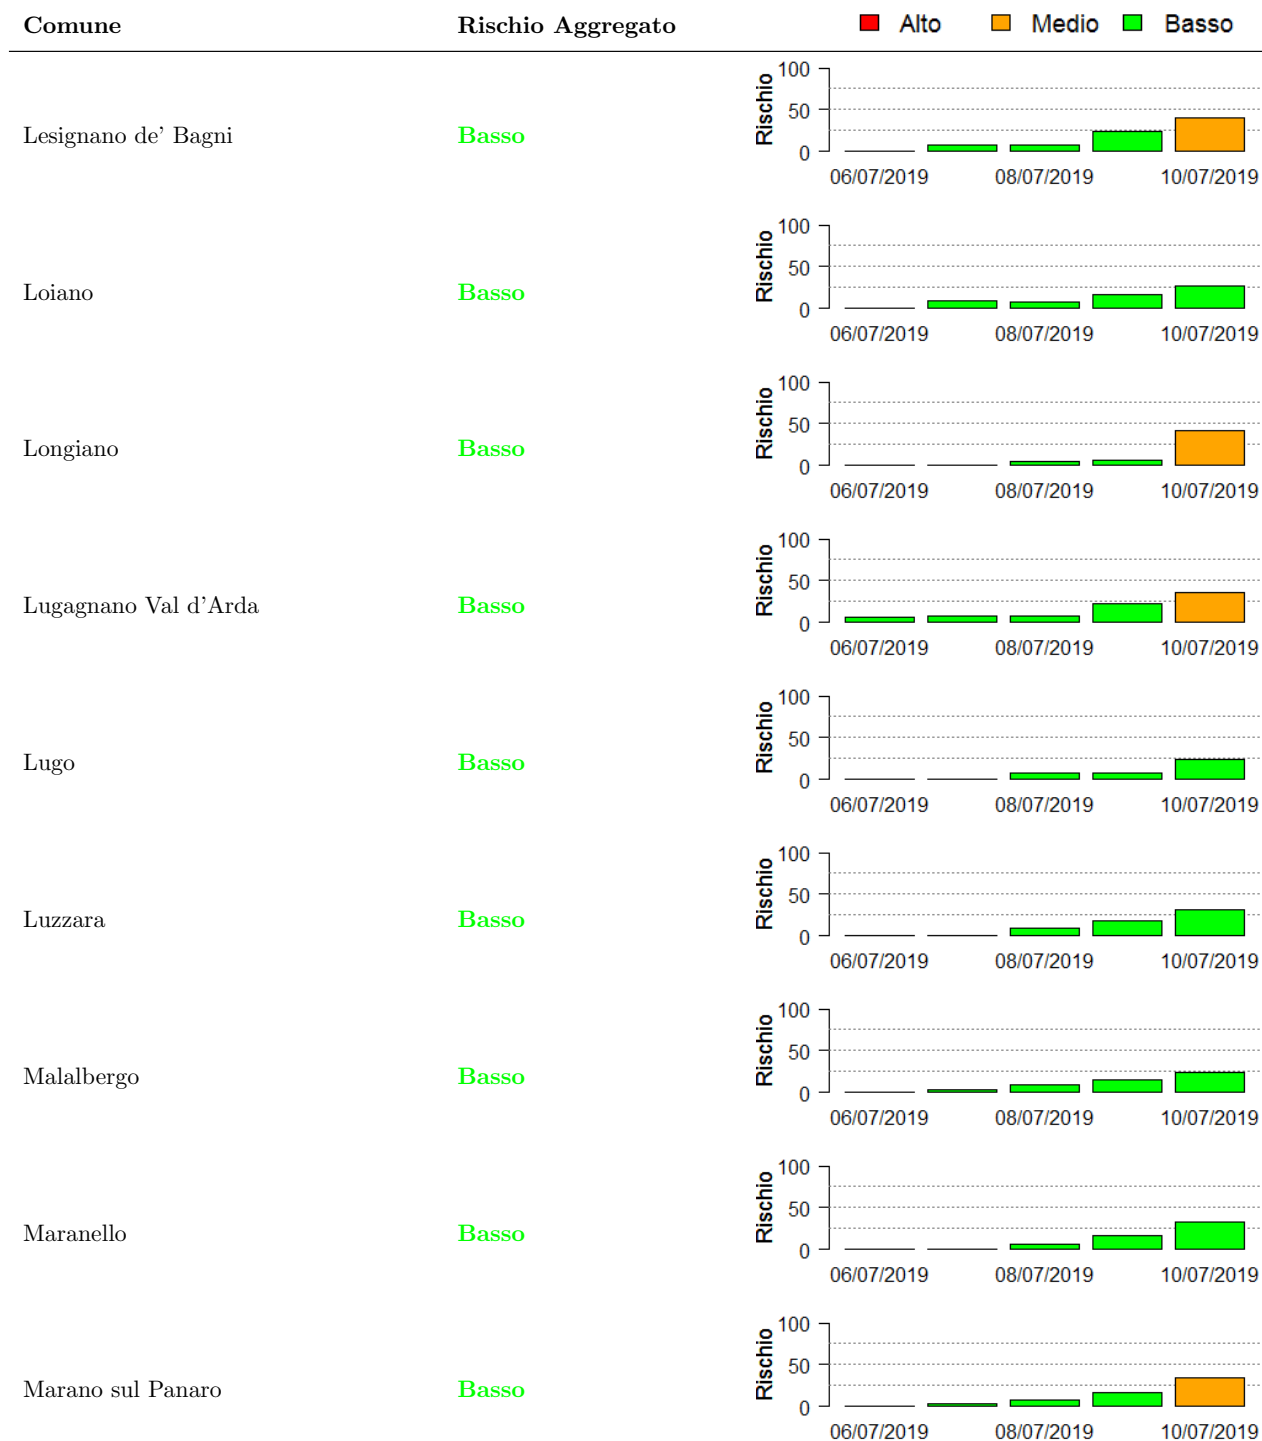 Comune Rischio Aggregato Alto Medio Basso
Lesignano de' Bagni Basso Rischio 100 50 0
06/07/2019 08/07/2019 10/07/2019
Loiano Basso Rischio 100 50 0
06/07/2019 08/07/2019 10/07/2019
Longiano Basso Rischio 100 50 0
06/07/2019 08/07/2019 10/07/2019
Lugagnano Val d'Arda Basso Rischio 100 50 0
06/07/2019 08/07/2019 10/07/2019
Lugo Basso Rischio 100 50 0
06/07/2019 08/07/2019 10/07/2019
Luzzara Basso Rischio 100 50 0
06/07/2019 08/07/2019 10/07/2019
Malalbergo Basso Rischio 100 50 0
06/07/2019 08/07/2019 10/07/2019
Maranello Basso Rischio 100 50 0
06/07/2019 08/07/2019 10/07/2019
Marano sul Panaro Basso Rischio 100 50 0
06/07/2019 08/07/2019 10/07/2019